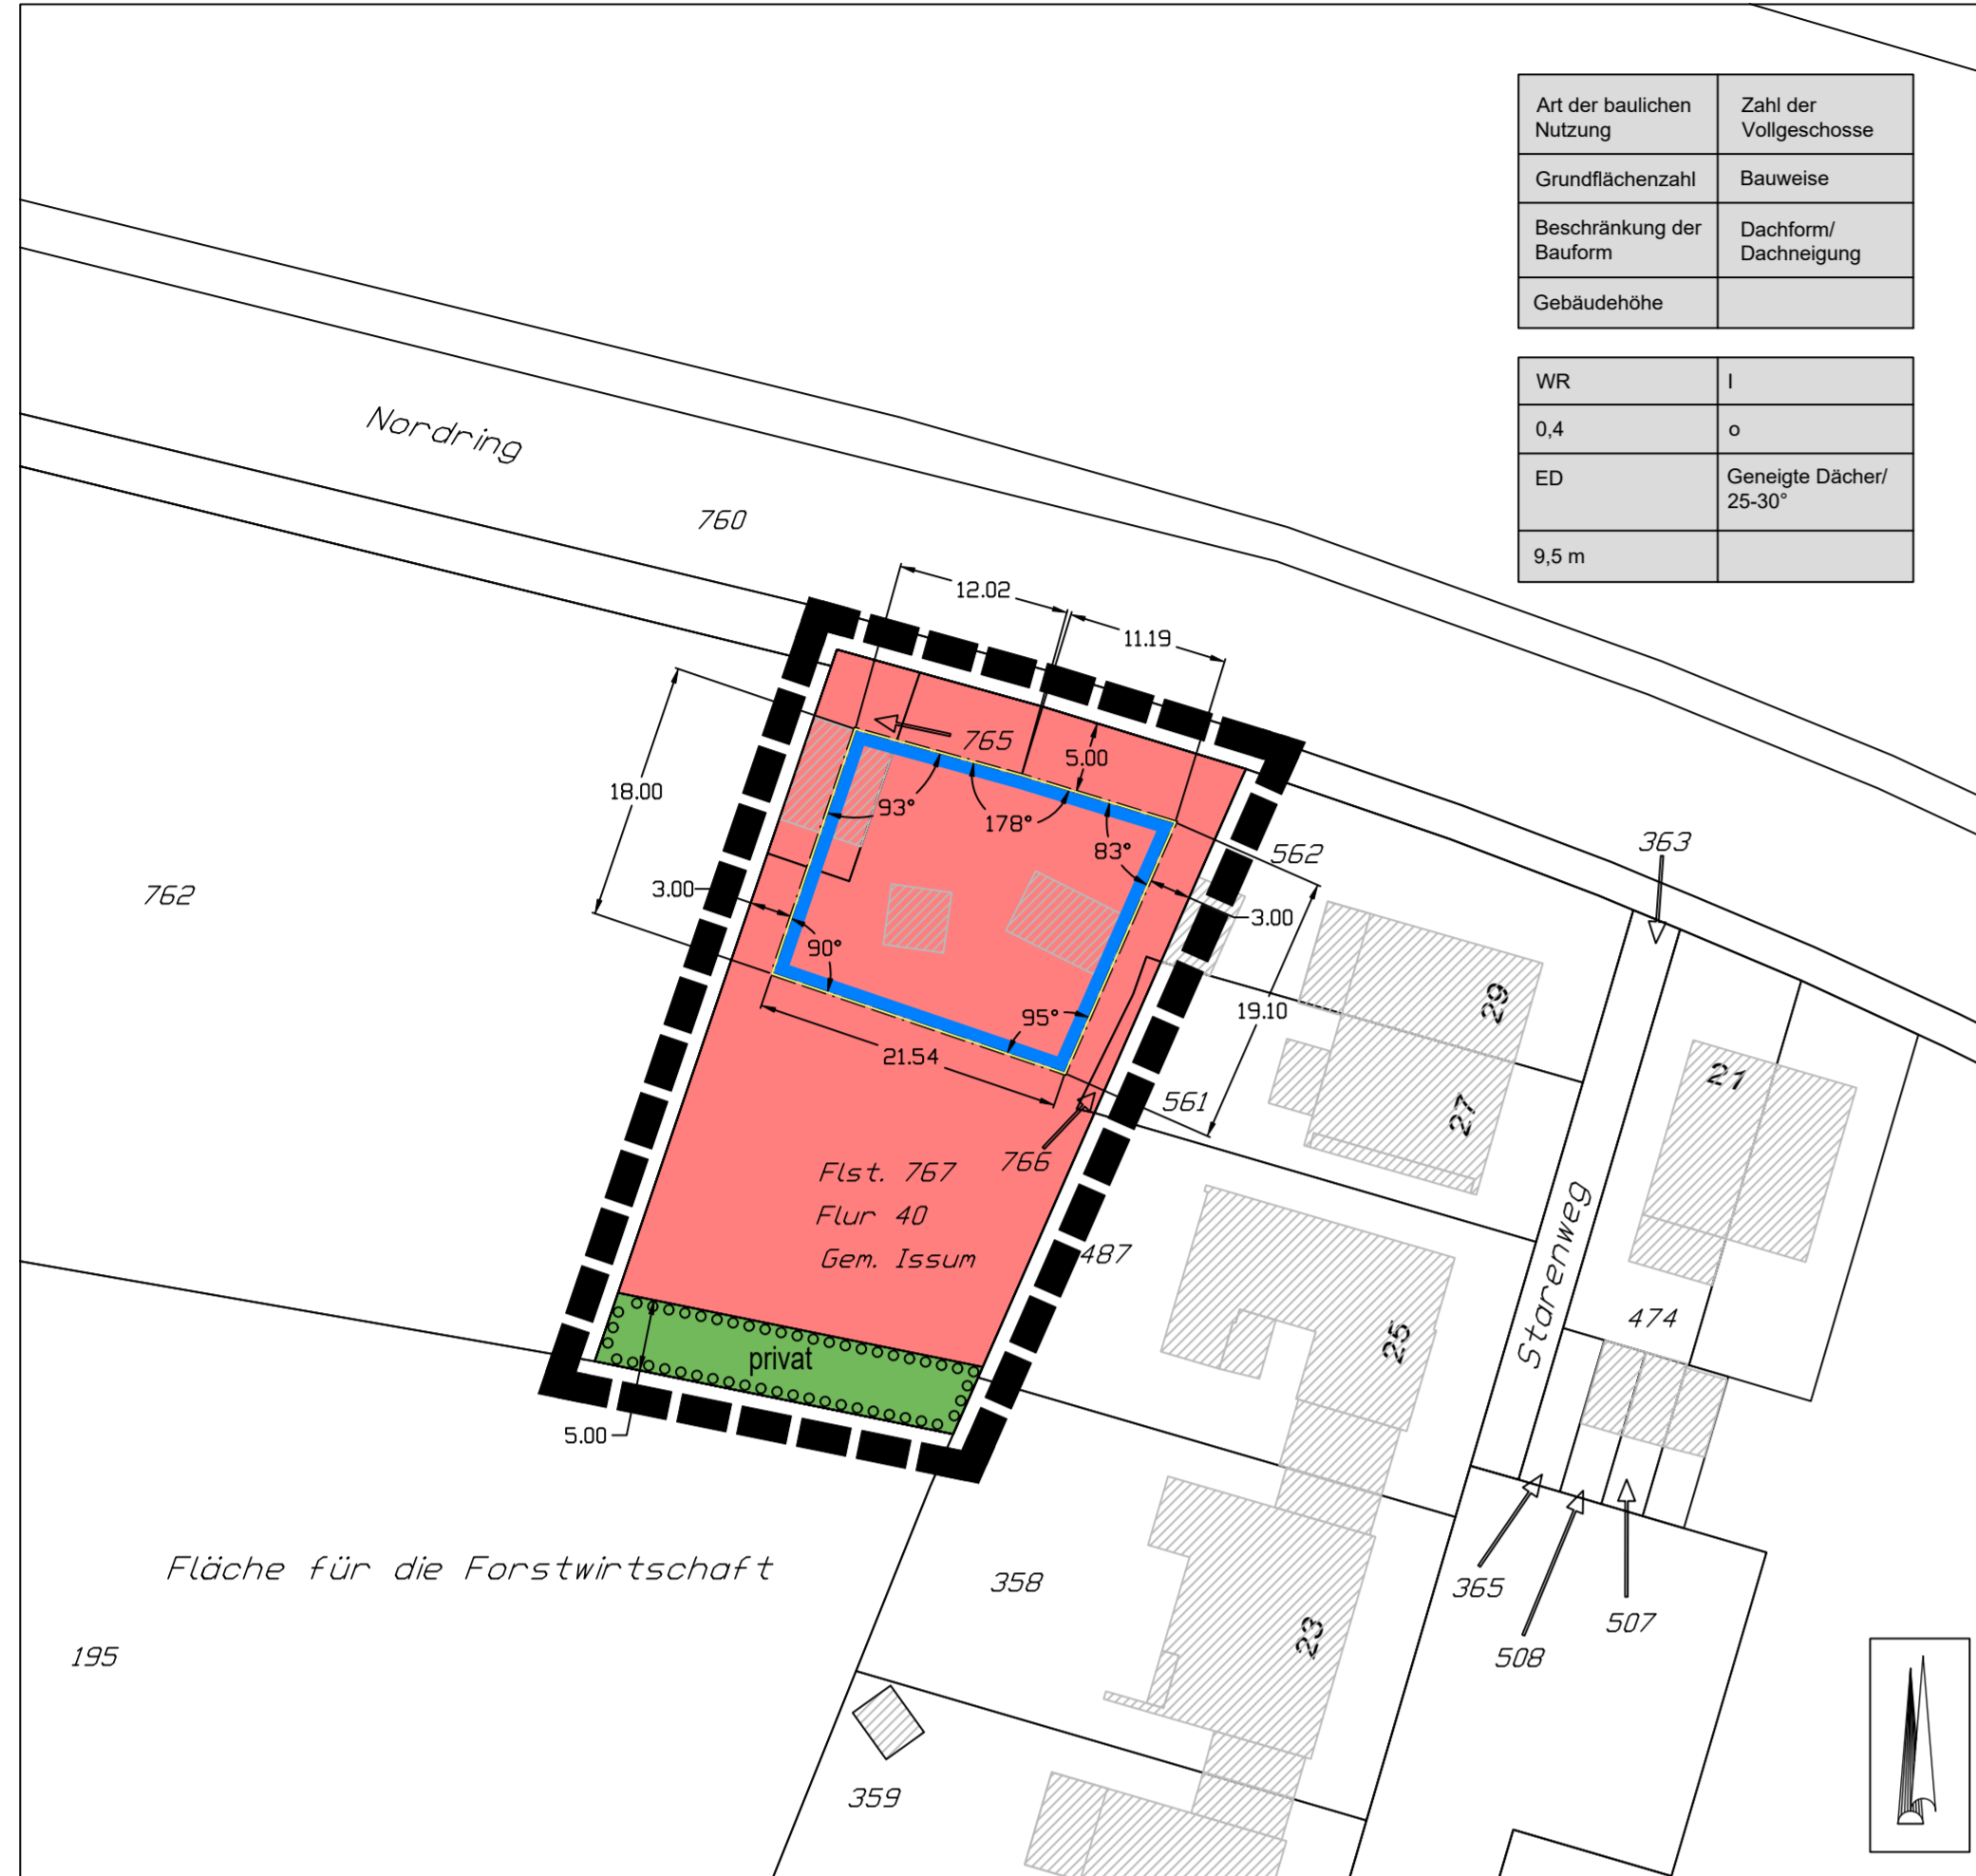 Art der baulichen
Nutzung
Zahl der
Vollgeschosse
Grundflächenzahl
Bauweise
Beschränkung der
Bauform
Dachform/
Dachneigung
Gebäudehöhe
WR
I
0,4
o
ED
Geneigte Dächer/
25-30°
9,5 m
Nordring
760
12.02
11.19
18.00
765
5.00
93°
178°
83°
562
363
762
3.00
3.00
90°
29
95°
19.10
21.54
21
561
27
766
Flst. 767
Flur 40
Gem. Issum
487
Starenweg
474
25
privat
5.00
Fläche für die Forstwirtschaft
358
365
507
23
508
195
359